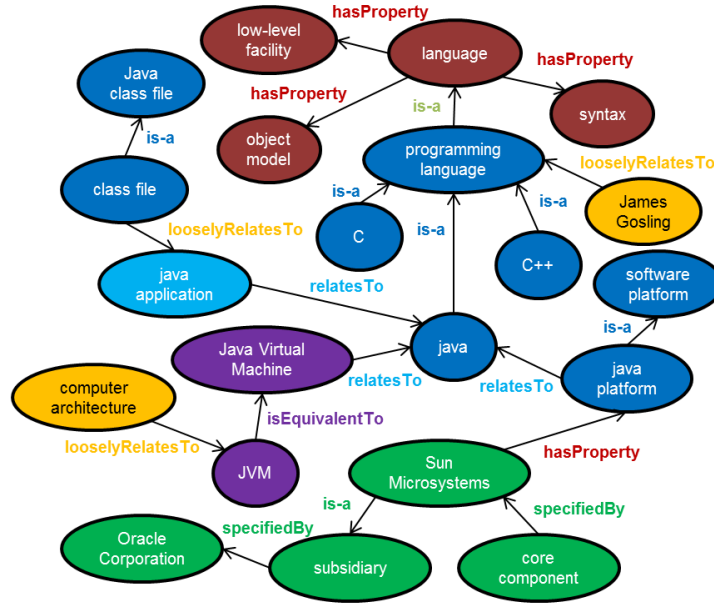 hasProperty
low-level
facility
language
Java
class file
hasProperty
hasProperty
is-a
syntax
object
model
is-a
programming
language
looselyRelatesTo
class file
is-a
James
Gosling
looselyRelatesTo
C
is-a
is-a
C++
java
application
relatesTo
software
platform
is-a
Java Virtual
Machine
java
relatesTo
relatesTo
java
platform
computer
architecture
isEquivalentTo
looselyRelatesTo
hasProperty
JVM
Sun
Microsystems
is-a
specifiedBy
specifiedBy
Oracle
Corporation
subsidiary
core
component